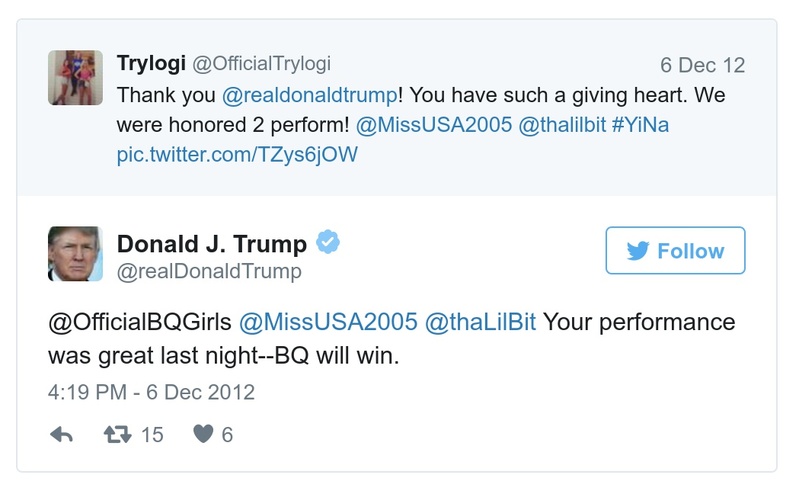 Trylogi @OfficialTrylogi 6 Dec 12
Thank you @realdonaldtrump! You have such a giving heart. We
were honored 2 perform! @MissUSA2005 @thalilbit #YiNa
pic.twitter.com/TZys6jOW
Donald J. Trump
@realDonaldTrump
Follow
@OfficialBQGirls @MissUSA2005 @thaLilBit Your performance
was great last night--BQ will win.
4:19 PM - 6 Dec 2012
15 6